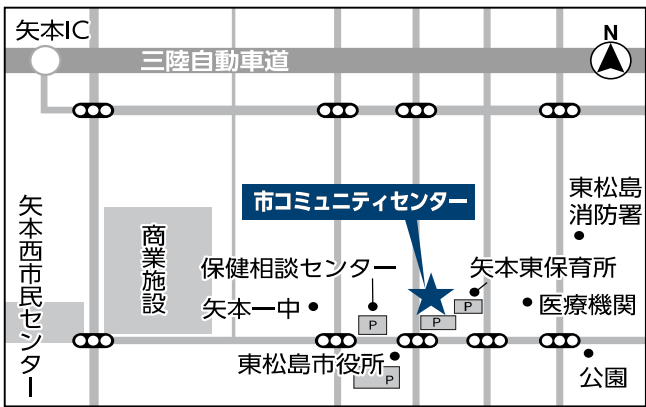 矢本IC
三陸自動車道
N
市コミュニティセンター
東松島
消防署
矢本西市民センター
商業施設
保健相談センター
矢本東保育所
矢本一中
医療機関
P
P
P
東松島市役所
P
公園